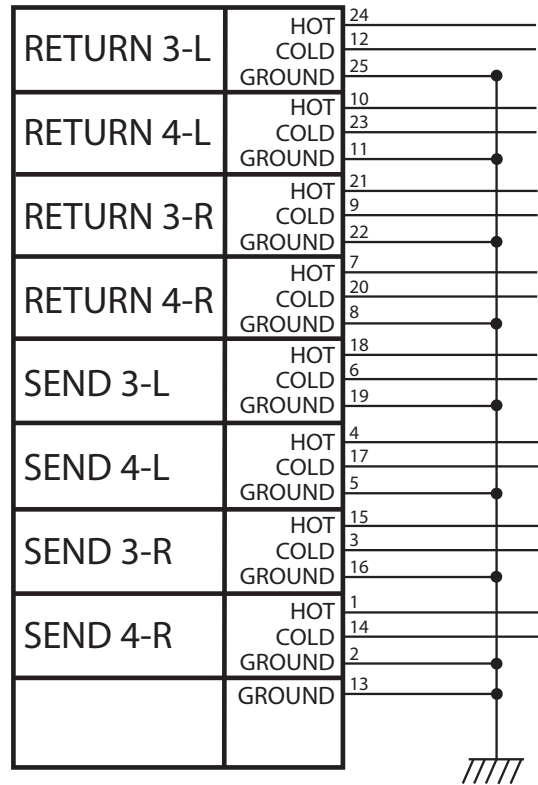 RETURN 3-L
HOT 24
COLD 12
GROUND 25
RETURN 4-L
HOT 10
COLD 23
GROUND 11
RETURN 3-R
HOT 21
COLD 9
GROUND 22
RETURN 4-R
HOT 7
COLD 20
GROUND 8
SEND 3-L
HOT 18
COLD 6
GROUND 19
SEND 4-L
HOT 4
COLD 17
GROUND 5
SEND 3-R
HOT 15
COLD 3
GROUND 16
SEND 4-R
HOT 1
COLD 14
GROUND 2
GROUND 13